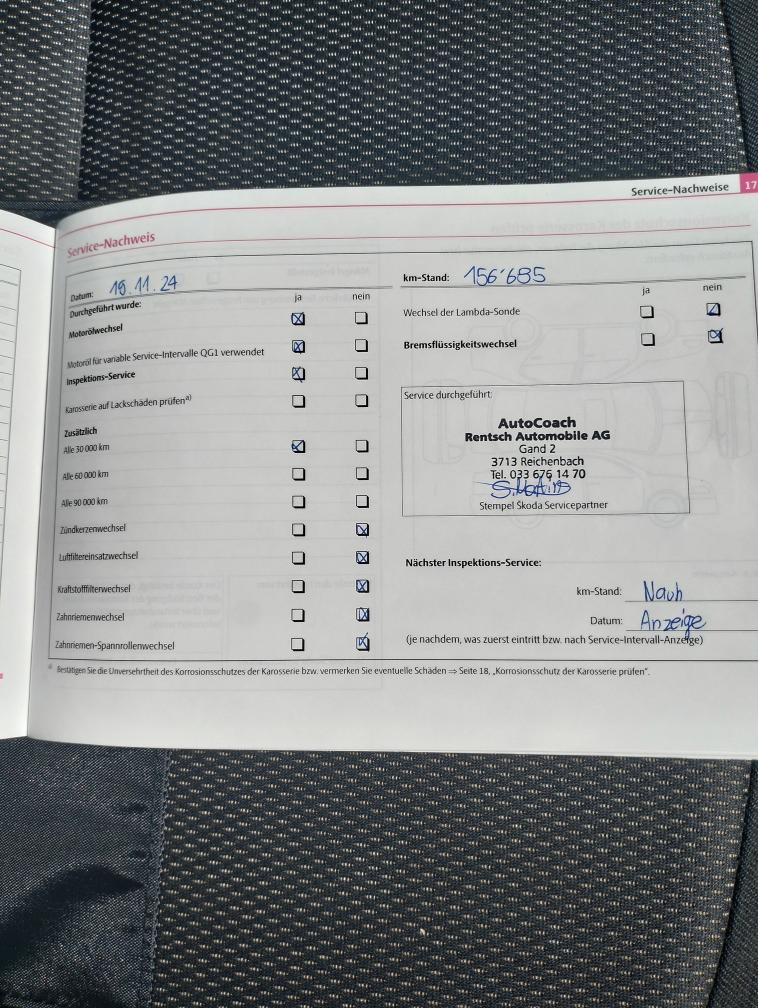 Service-Nachweise 17
Service-Nachweis
Datum: 19.11.24
km-Stand: 156'685
Durchgeführt wurde: ja nein
Motorölwechsel
Motoröl für variable Service-Intervalle QG1 verwendet
Inspektions-Service
Karosserie auf Lackschäden prüfen a)
Zusätzlich
Alle 30 000 km
Alle 60 000 km
Alle 90 000 km
Zündkerzenwechsel
Luftfiltereinsatzwechsel
Kraftstofffilterwechsel
Zahnriemenwechsel
Zahnriemen-Spannrollenwechsel
ja nein
Wechsel der Lambda-Sonde
Bremsflüssigkeitswechsel
Service durchgeführt:
AutoCoach
Rentsch Automobile AG
Gand 2
3713 Reichenbach
Tel. 033 676 14 70
Stempel Škoda Servicepartner
Nächster Inspektions-Service:
km-Stand: Nach
Datum: Anzeige
(je nachdem, was zuerst eintritt bzw. nach Service-Intervall-Anzeige)
a) Bestätigen Sie die Unversehrtheit des Korrosionsschutzes der Karosserie bzw. vermerken Sie eventuelle Schäden ⇒ Seite 18, „Korrosionsschutz der Karosserie prüfen“.